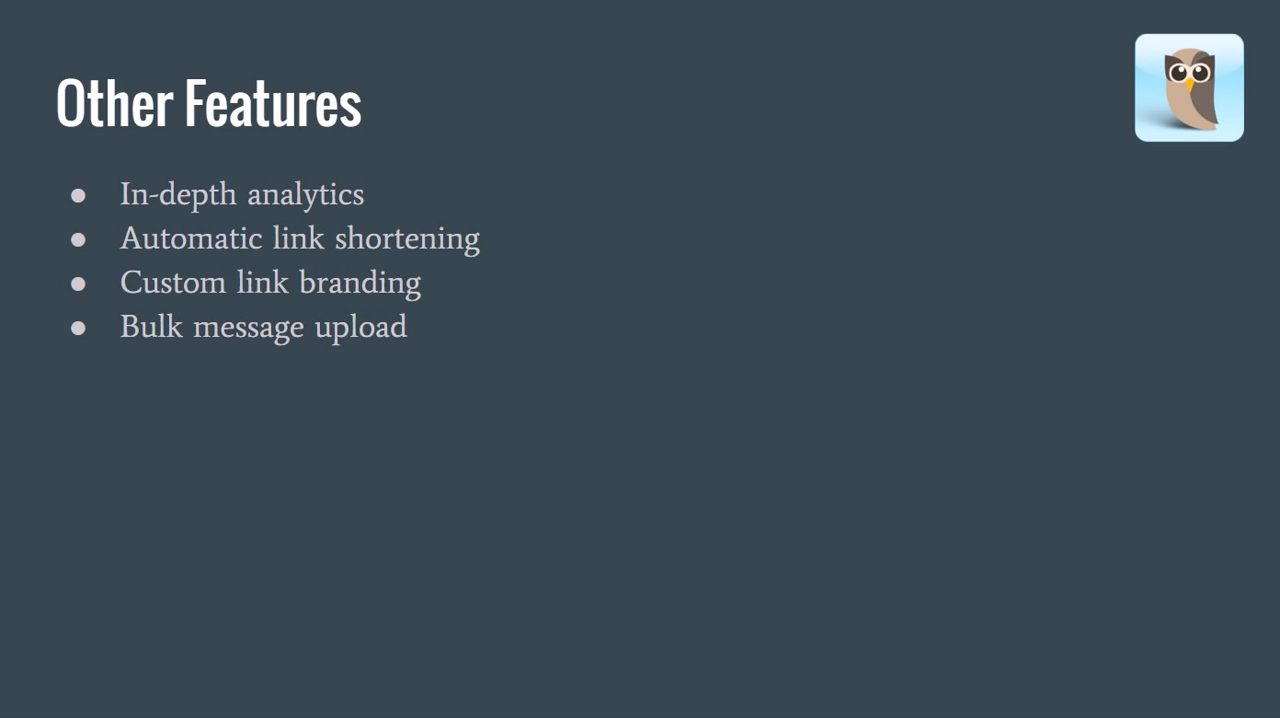 Other Features
● In-depth analytics
● Automatic link shortening
● Custom link branding
● Bulk message upload